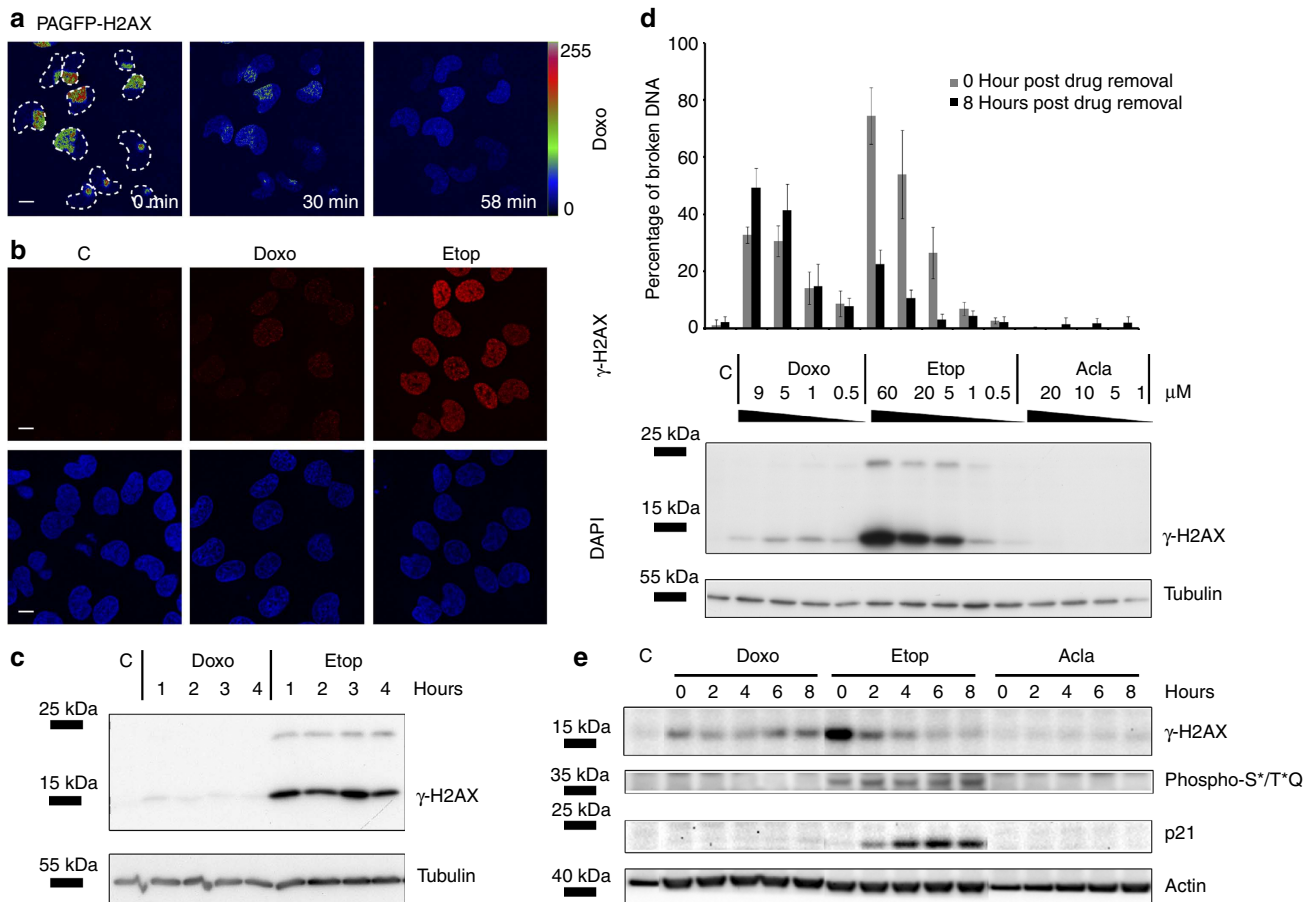 a PAGFP-H2AX
0 min 30 min 58 min
255
0
Doxo
b
C Doxo Etop
γ-H2AX
DAPI
c
C Doxo Etop
1 2 3 4 1 2 3 4 Hours
25 kDa
15 kDa
γ-H2AX
55 kDa
Tubulin
d
Percentage of broken DNA
100
80
60
40
20
0
0 Hour post drug removal
8 Hours post drug removal
C Doxo Etop Acla
9 5 1 0.5 60 20 5 1 0.5 20 10 5 1 μM
25 kDa
15 kDa
γ-H2AX
55 kDa
Tubulin
e
C Doxo Etop Acla
0 2 4 6 8 0 2 4 6 8 0 2 4 6 8 Hours
15 kDa
γ-H2AX
35 kDa
Phospho-S*/T*Q
25 kDa
p21
40 kDa
Actin